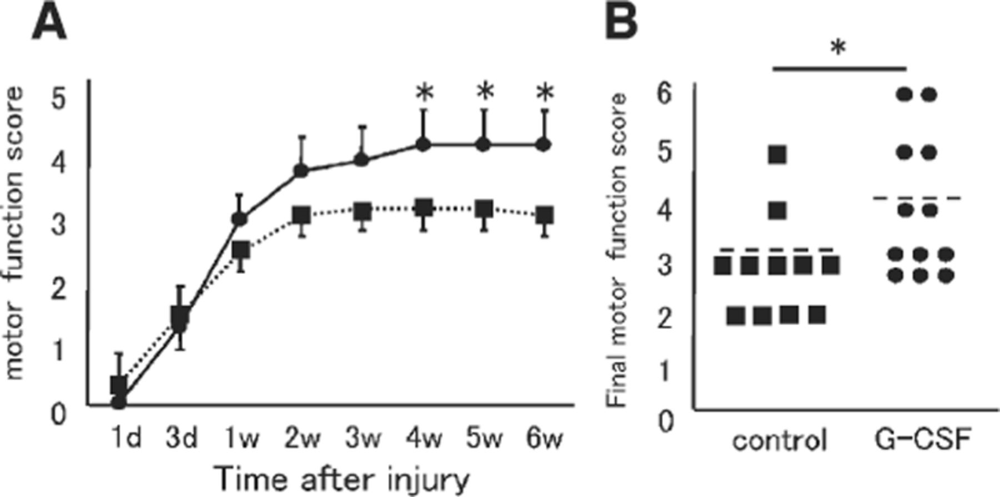 A
motor function score
5
4
3
2
1
0
* * *
1d 3d 1w 2w 3w 4w 5w 6w
Time after injury
B
Final motor function score
*
6
5
4
3
2
1
0
control G-CSF